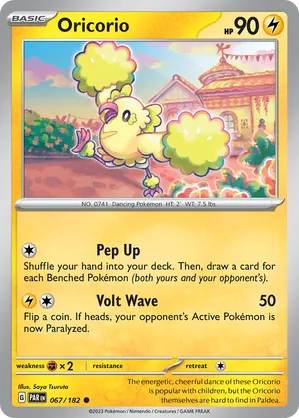 BASIC
Oricorio
HP 90
NO. 0741 Dancing Pokémon HT: 2' WT: 7.5 lbs
Pep Up
Shuffle your hand into your deck. Then, draw a card for
each Benched Pokémon (both yours and your opponent's).
Volt Wave 50
Flip a coin. If heads, your opponent's Active Pokémon is
now Paralyzed.
weakness ×2 resistance retreat
Illus. Saya Tsuruta
G PAR EN 067/182
The energetic, cheerful dance of these Oricorio
is popular with children, but the dancers
themselves are hard to find in Paldea.
©2023 Pokémon / Nintendo / Creatures / GAME FREAK